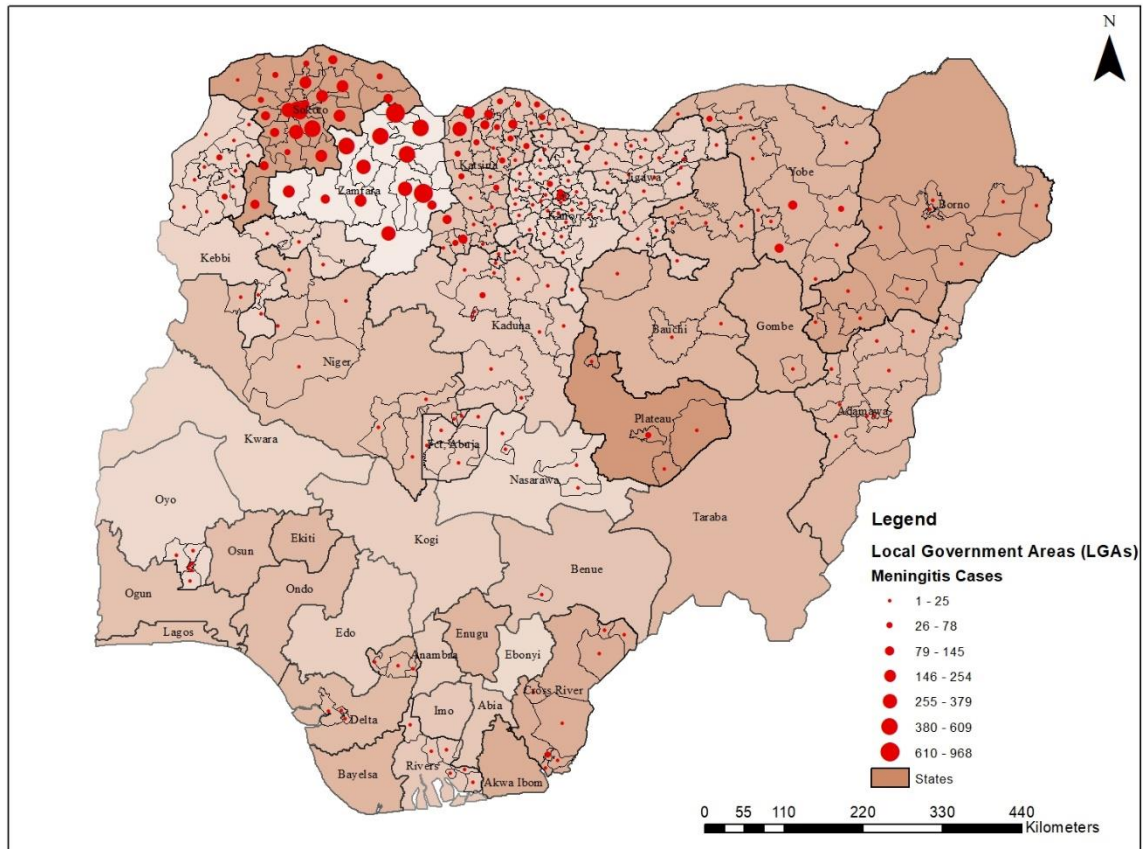 N
Sokoto
Katsina
Zamfara
Jigawa
Yobe
Kano
Borno
Kebbi
Kaduna
Bauchi
Gombe
Niger
Adamawa
Plateau
Kwara
Fct, Abuja
Nasarawa
Oyo
Taraba
Kogi
Osun
Ekiti
Benue
Ogun
Ondo
Lagos
Edo
Enugu
Anambra
Ebonyi
Cross River
Delta
Imo
Abia
Bayelsa
Rivers
Akwa Ibom
Legend
Local Government Areas (LGAs)
Meningitis Cases
1 - 25
26 - 78
79 - 145
146 - 254
255 - 379
380 - 609
610 - 968
States
0 55 110 220 330 440
Kilometers